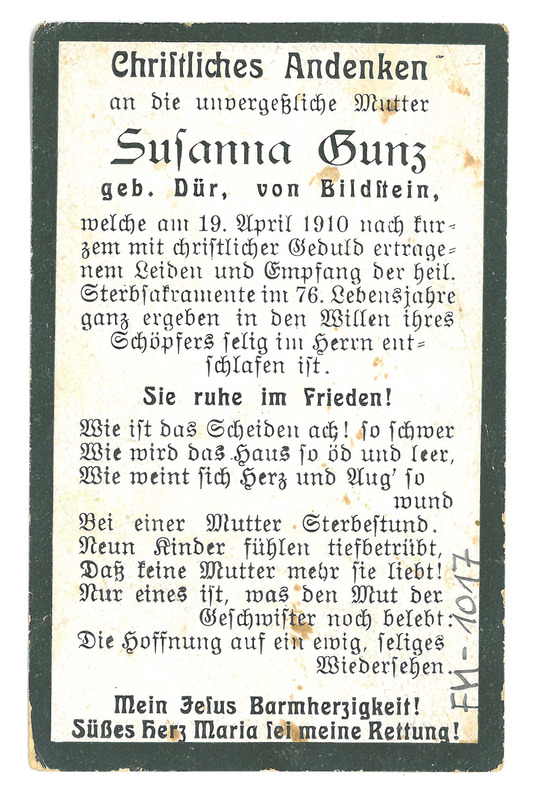 Christliches Andenken
an die unvergeßliche Mutter
Susanna Gunz
geb. Dür, von Bildstein,
welche am 19. April 1910 nach kur=
zem mit christlicher Geduld ertrage=
nem Leiden und Empfang der heil.
Sterbsakramente im 76. Lebensjahre
ganz ergeben in den Willen ihres
Schöpfers selig im Herrn ent=
schlafen ist.
Sie ruhe im Frieden!
Wie ist das Scheiden ach! so schwer
Wie wird das Haus so öd und leer,
Wie weint sich Herz und Aug' so
wund
Bei einer Mutter Sterbestund.
Neun Kinder fühlen tiefbetrübt,
Daß keine Mutter mehr sie liebt!
Nur eines ist, was den Mut der
Geschwister noch belebt:
Die Hoffnung auf ein ewig, seliges
Wiedersehen.
Mein Jesus Barmherzigkeit!
Süßes Herz Maria sei meine Rettung!
FM-1017